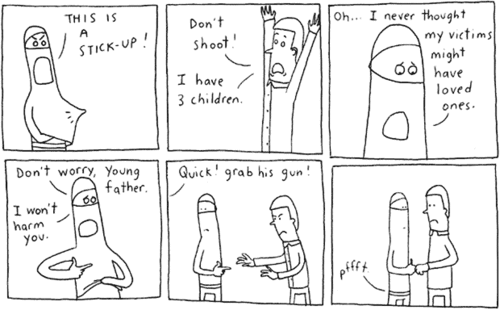 THIS IS
A
STICK-UP!
Don't
shoot!
I have
3 children.
Oh... I never thought
my victims
might
have
loved
ones.
Don't worry, Young
father.
I won't
harm
you.
Quick! grab his gun!
pffft.